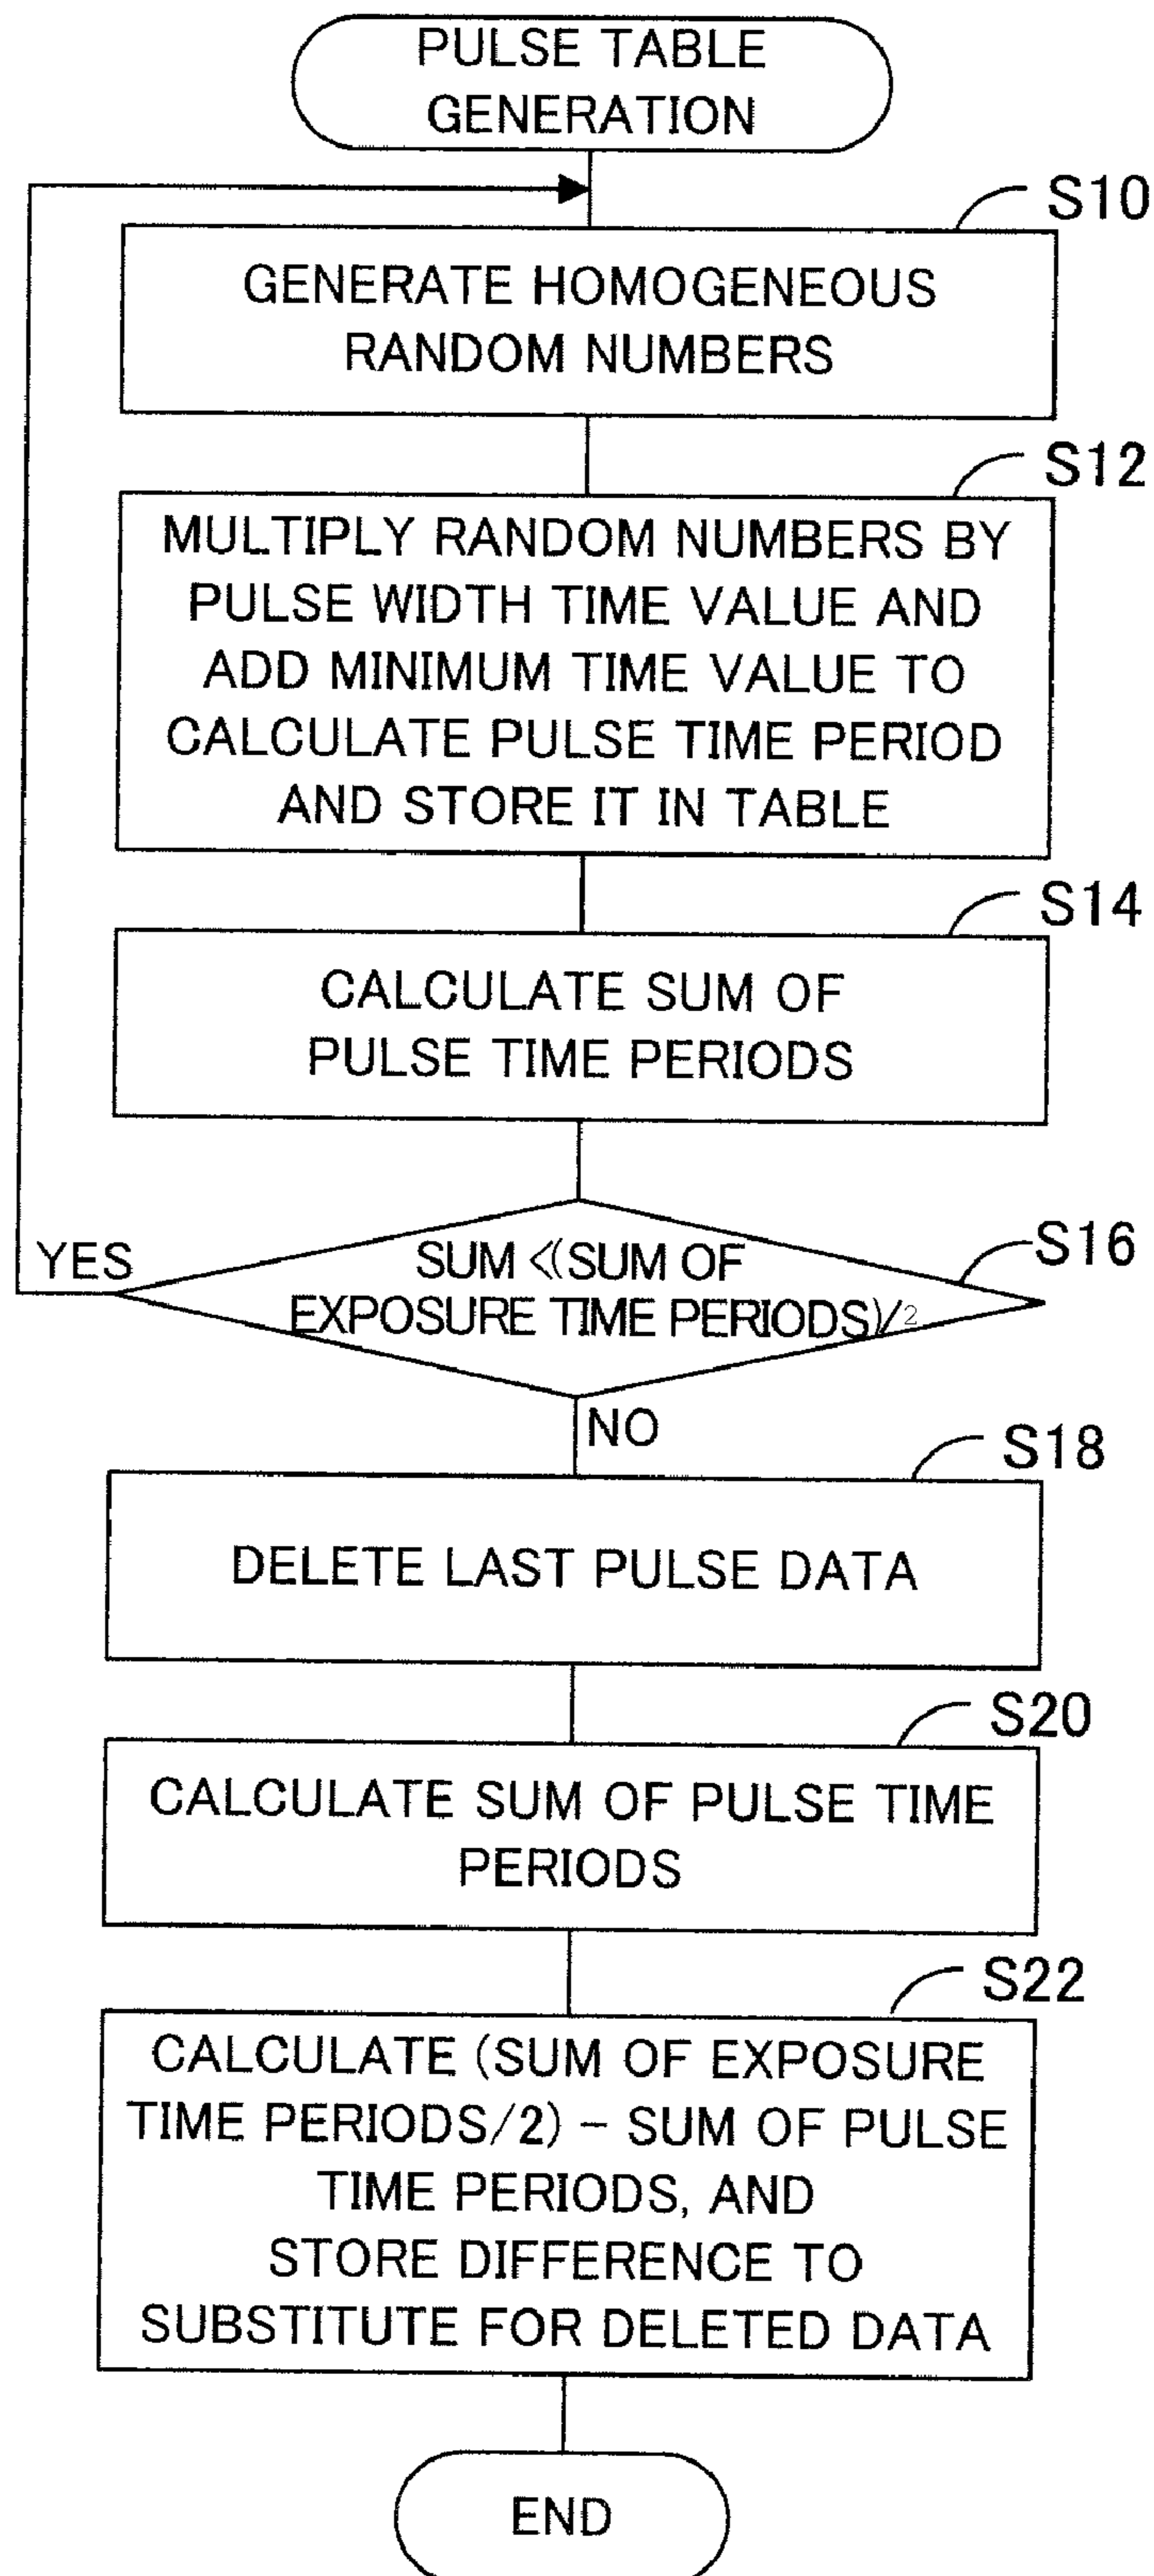 PULSE TABLE
GENERATION
S10
GENERATE HOMOGENEOUS
RANDOM NUMBERS
S12
MULTIPLY RANDOM NUMBERS BY
PULSE WIDTH TIME VALUE AND
ADD MINIMUM TIME VALUE TO
CALCULATE PULSE TIME PERIOD
AND STORE IT IN TABLE
S14
CALCULATE SUM OF
PULSE TIME PERIODS
S16
YES
SUM <(SUM OF
EXPOSURE TIME PERIODS)/2
NO
S18
DELETE LAST PULSE DATA
S20
CALCULATE SUM OF PULSE TIME
PERIODS
S22
CALCULATE (SUM OF EXPOSURE
TIME PERIODS/2) - SUM OF PULSE
TIME PERIODS, AND
STORE DIFFERENCE TO
SUBSTITUTE FOR DELETED DATA
END